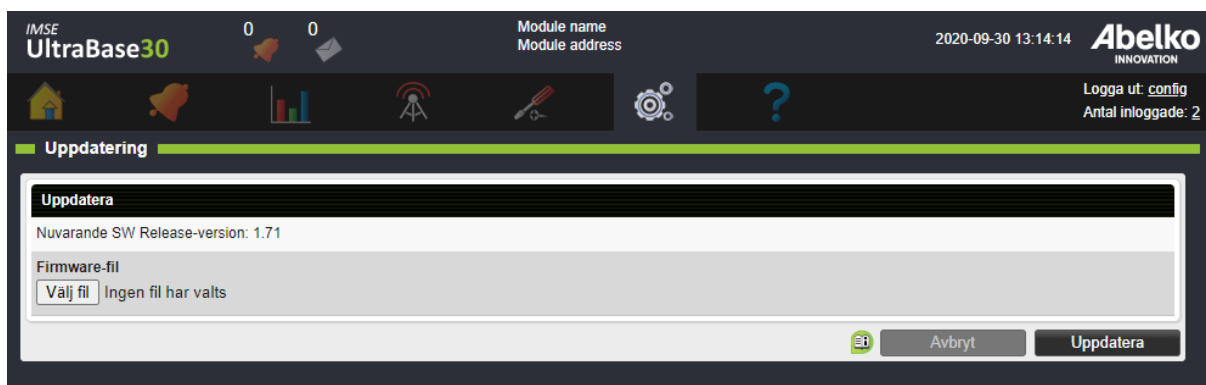 IMSE
UltraBase30
0
0
Module name
Module address
2020-09-30 13:14:14
Abelko
INNOVATION
?
Logga ut: config
Antal inloggade: 2
Uppdatering
Uppdatera
Nuvarande SW Release-version: 1.71
Firmware-fil
Välj fil Ingen fil har valts
Avbryt
Uppdatera